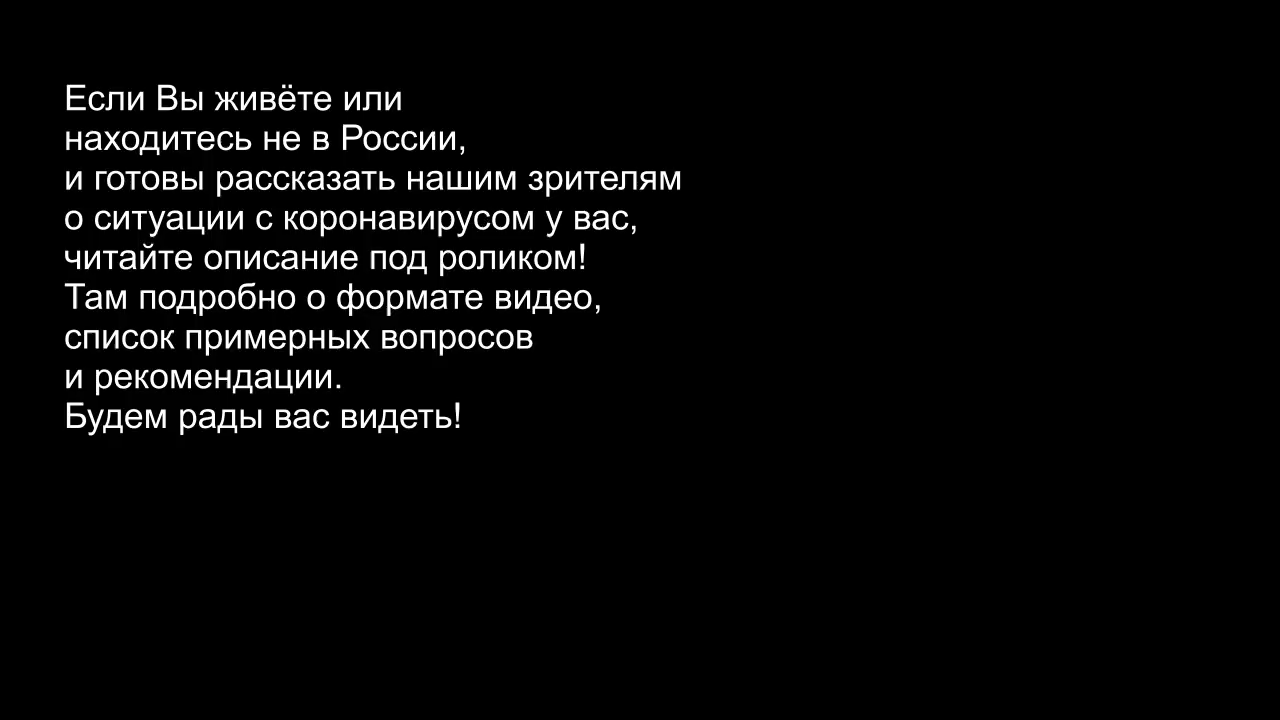 Если Вы живёте или
находитесь не в России,
и готовы рассказать нашим зрителям
о ситуации с коронавирусом у вас,
читайте описание под роликом!
Там подробно о формате видео,
список примерных вопросов
и рекомендации.
Будем рады вас видеть!